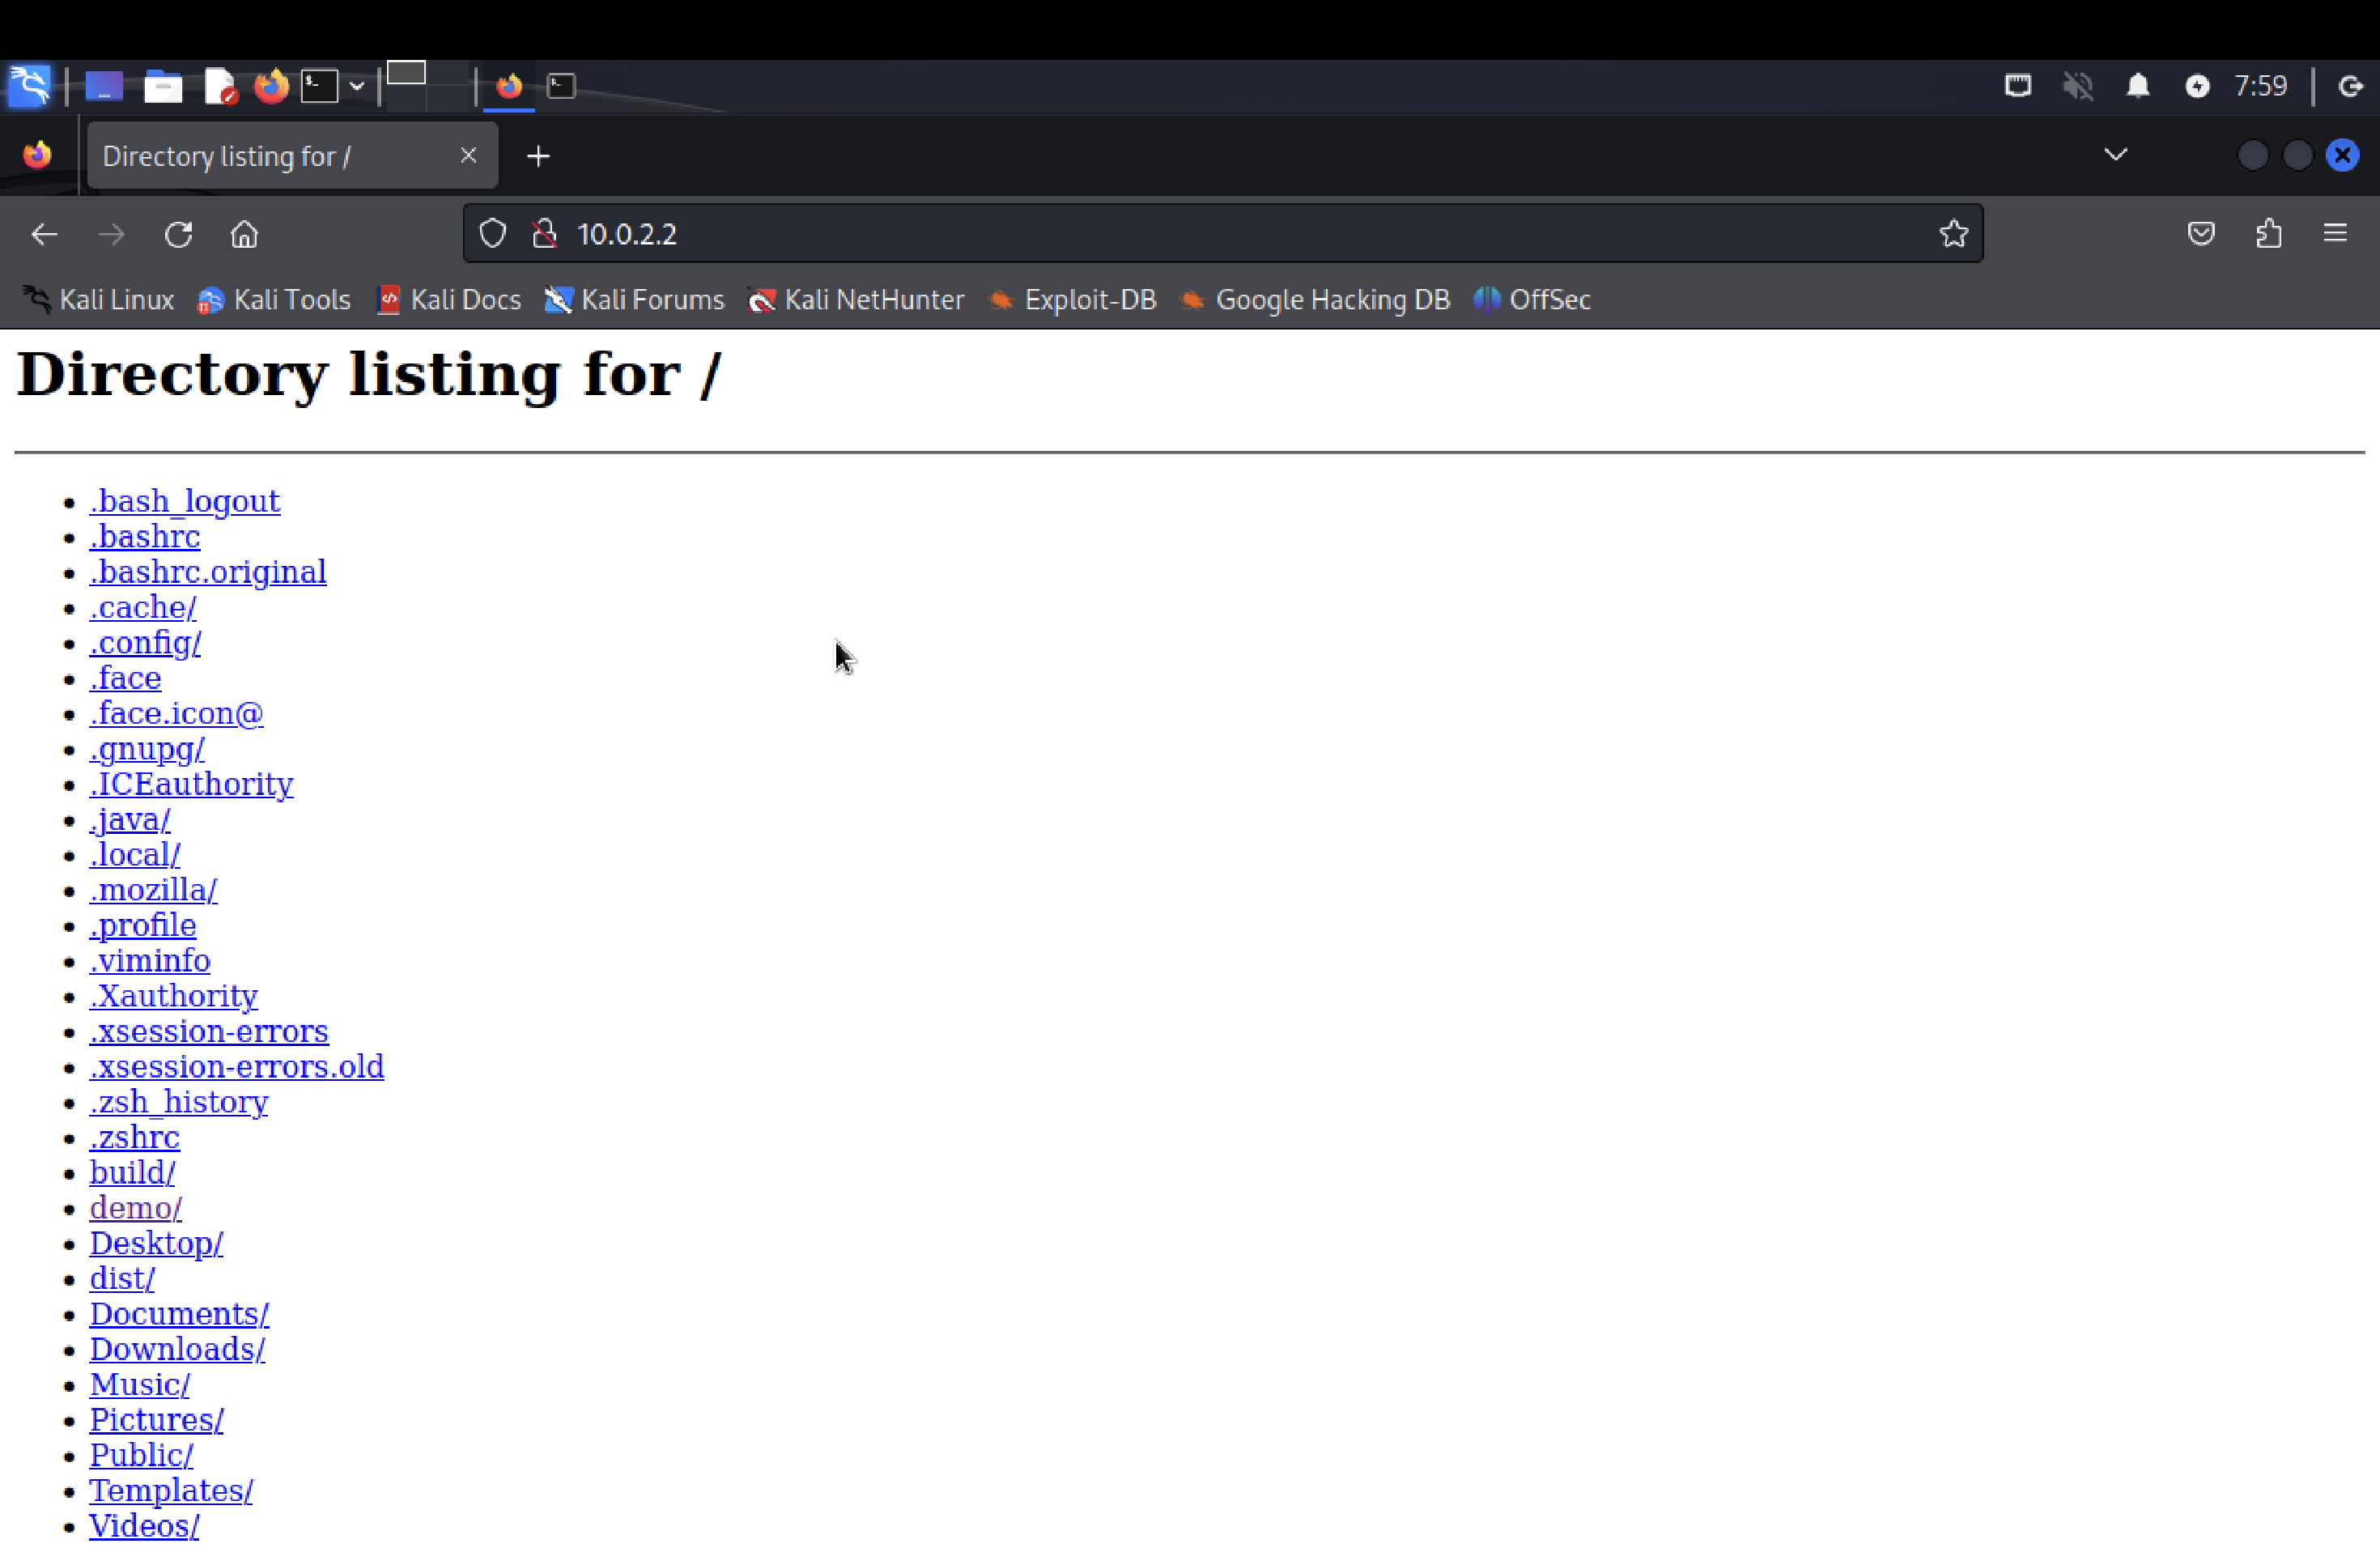 7:59
Directory listing for /
10.0.2.2
Kali Linux Kali Tools Kali Docs Kali Forums Kali NetHunter Exploit-DB Google Hacking DB OffSec
Directory listing for /
.bash_logout
.bashrc
.bashrc.original
.cache/
.config/
.face
.face.icon@
.gnupg/
.ICEauthority
.java/
.local/
.mozilla/
.profile
.viminfo
.Xauthority
.xsession-errors
.xsession-errors.old
.zsh_history
.zshrc
build/
demo/
Desktop/
dist/
Documents/
Downloads/
Music/
Pictures/
Public/
Templates/
Videos/